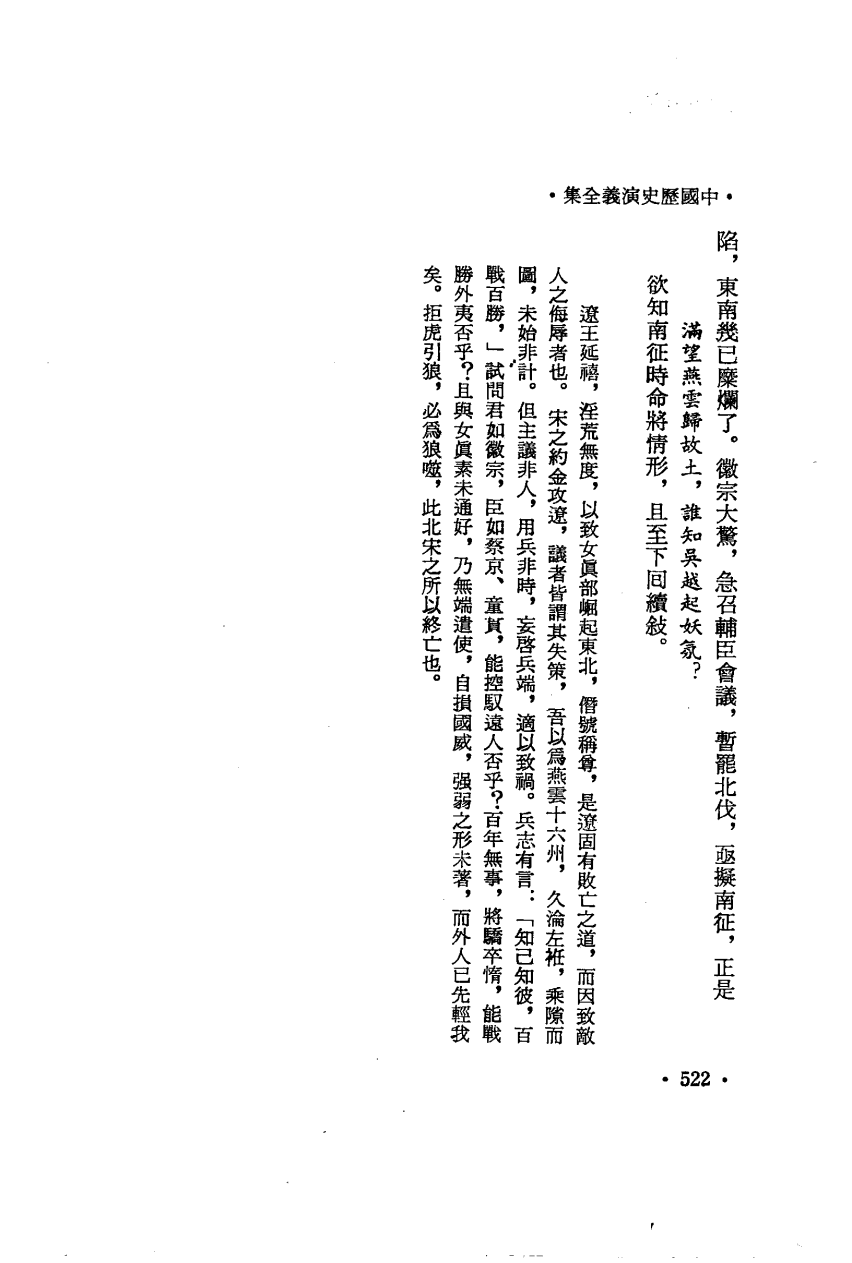 •中國歷史演義全集•
陷，東南幾已糜爛了。徽宗大驚，急召輔臣會議，暫罷北伐，亟擬南征，正是
滿望燕雲歸故土，誰知吳越起妖氛？
欲知南征時命將情形，且至下回續敍。
遼王延禧，淫荒無度，以致女眞部崛起東北，僭號稱尊，是遼固有敗亡之道，而因致敵
人之侮辱者也。宋之約金攻遼，議者皆謂其失策，吾以爲燕雲十六州，久淪左袵，乘隙而
圖，未始非計。但主議非人，用兵非時，妄啓兵端，適以致禍。兵志有言：「知己知彼，百
戰百勝，」試問君如徽宗，臣如蔡京、童貫，能控馭遠人否乎？百年無事，將驕卒惰，能戰
勝外夷否乎？且與女眞素未通好，乃無端遣使，自損國威，强弱之形未著，而外人已先輕我
矣。拒虎引狼，必爲狼噬，此北宋之所以終亡也。
•522•